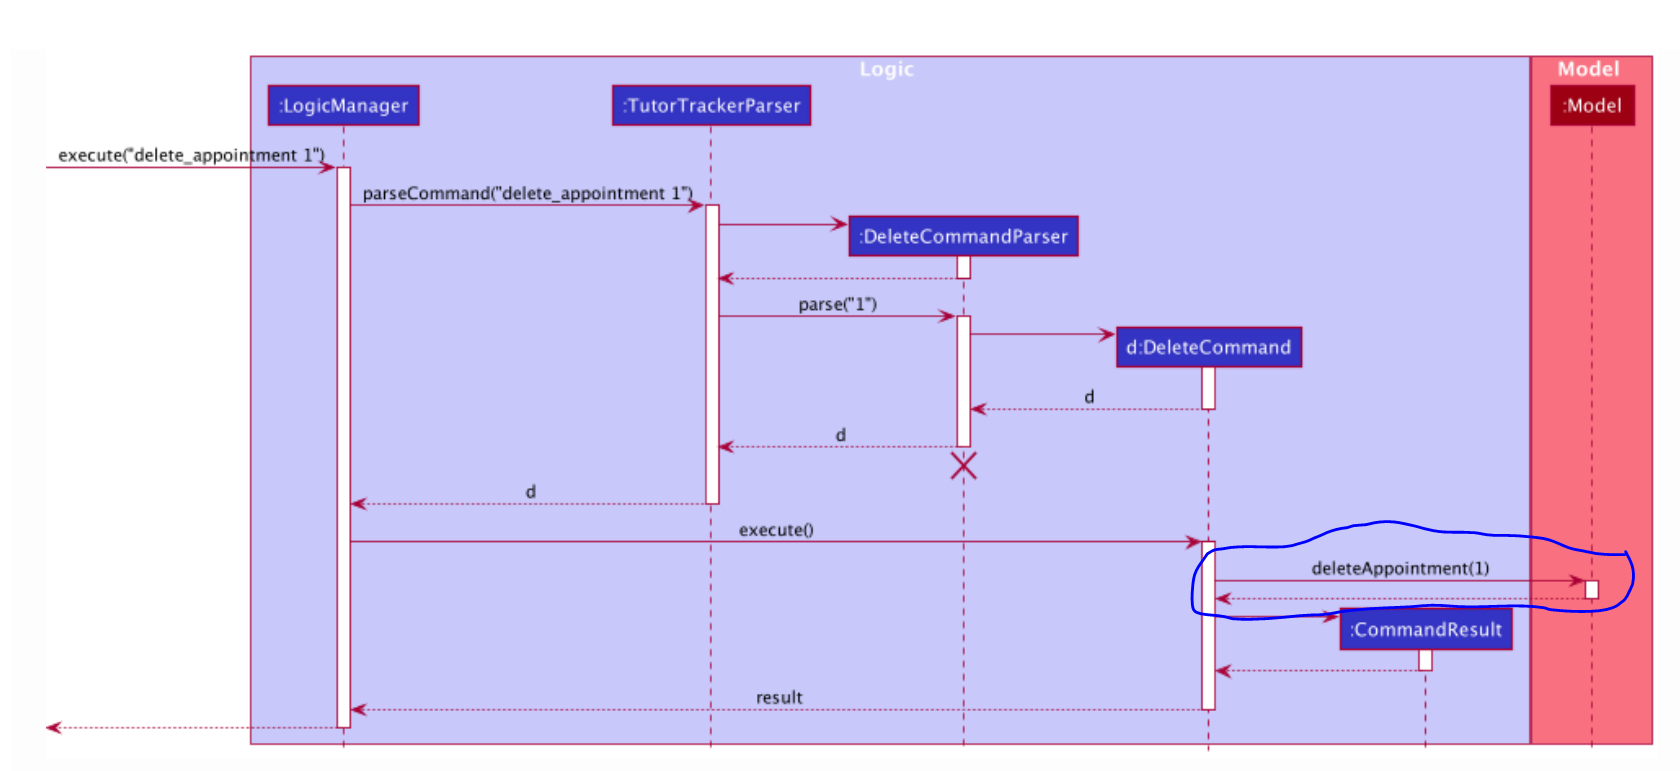 Logic
Model
:LogicManager
:TutorTrackerParser
:Model
execute("delete_appointment 1")
parseCommand("delete_appointment 1")
:DeleteCommandParser
parse("1")
d:DeleteCommand
d
d
d
execute()
deleteAppointment(1)
:CommandResult
result